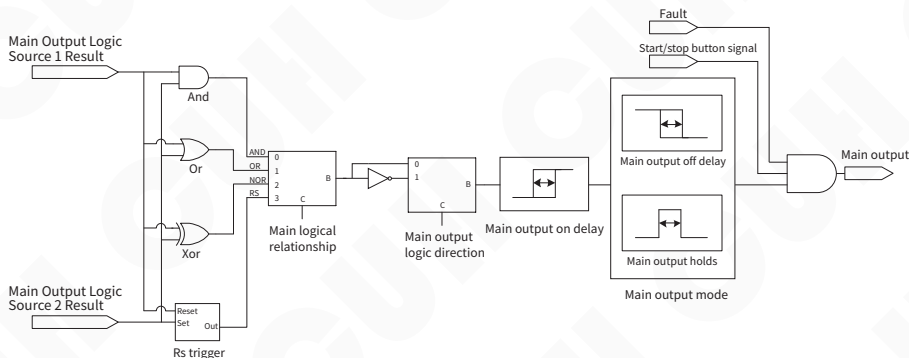 Fault
Start/stop button signal
Main Output Logic
Source 1 Result
And
Or
Xor
AND
OR
NOR
RS
0
1
2
3
B
C
Main logical
relationship
0
1
B
C
Main output
logic direction
Main output on delay
Main output off delay
Main output holds
Main output mode
Main output
Main Output Logic
Source 2 Result
Reset
Set
Out
Rs trigger